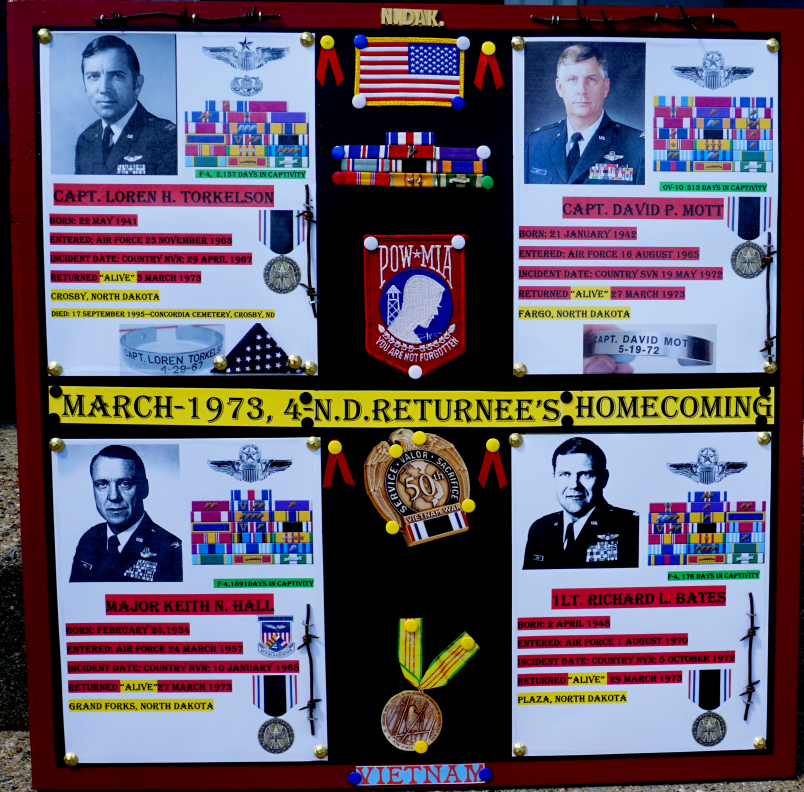 N.DAK.
F-4, 2,137 DAYS IN CAPTIVITY
CAPT. LOREN H. TORKELSON
BORN: 22 MAY 1941
ENTERED; AIR FORCE 23 NOVEMBER 1963
INCIDENT DATE: COUNTRY NVN: 29 APRIL 1967
RETURNED "ALIVE" 3 MARCH 1973
CROSBY, NORTH DAKOTA
DIED: 17 SEPTEMBER 1995—CONCORDIA CEMETERY, CROSBY, ND
CAPT. LOREN TORKELS
4-29-67
POW★MIA
YOU ARE NOT FORGOTTEN
OV-10 313 DAYS IN CAPTIVITY
CAPT. DAVID P. MOTT
BORN: 21 JANUARY 1942
ENTERED: AIR FORCE 16 AUGUST 1965
INCIDENT DATE: COUNTRY SVN 19 MAY 1972
RETURNED "ALIVE" 27 MARCH 1973
FARGO, NORTH DAKOTA
CAPT. DAVID MOTT
5-19-72
MARCH-1973, 4-N.D.RETURNEE'S HOMECOMING
F-4,1891DAYS IN CAPTIVITY
MAJOR KEITH N. HALL
BORN: FEBRUARY 24,1934
ENTERED: AIR FORCE 24 MARCH 1957
INCIDENT DATE: COUNTRY NVN: 10 JANUARY 1968
RETURNED "ALIVE" 27 MARCH 1973
GRAND FORKS, NORTH DAKOTA
SERVICE · VALOR · SACRIFICE
50th
VIETNAM WAR
F-4, 176 DAYS IN CAPTIVITY
1LT. RICHARD L. BATES
BORN: 2 APRIL 1948
ENTERED: AIR FORCE 1 AUGUST 1970
INCIDENT DATE: COUNTRY NVN: 5 OCTOBER 1972
RETURNED "ALIVE" 29 MARCH 1973
PLAZA, NORTH DAKOTA
VIETNAM